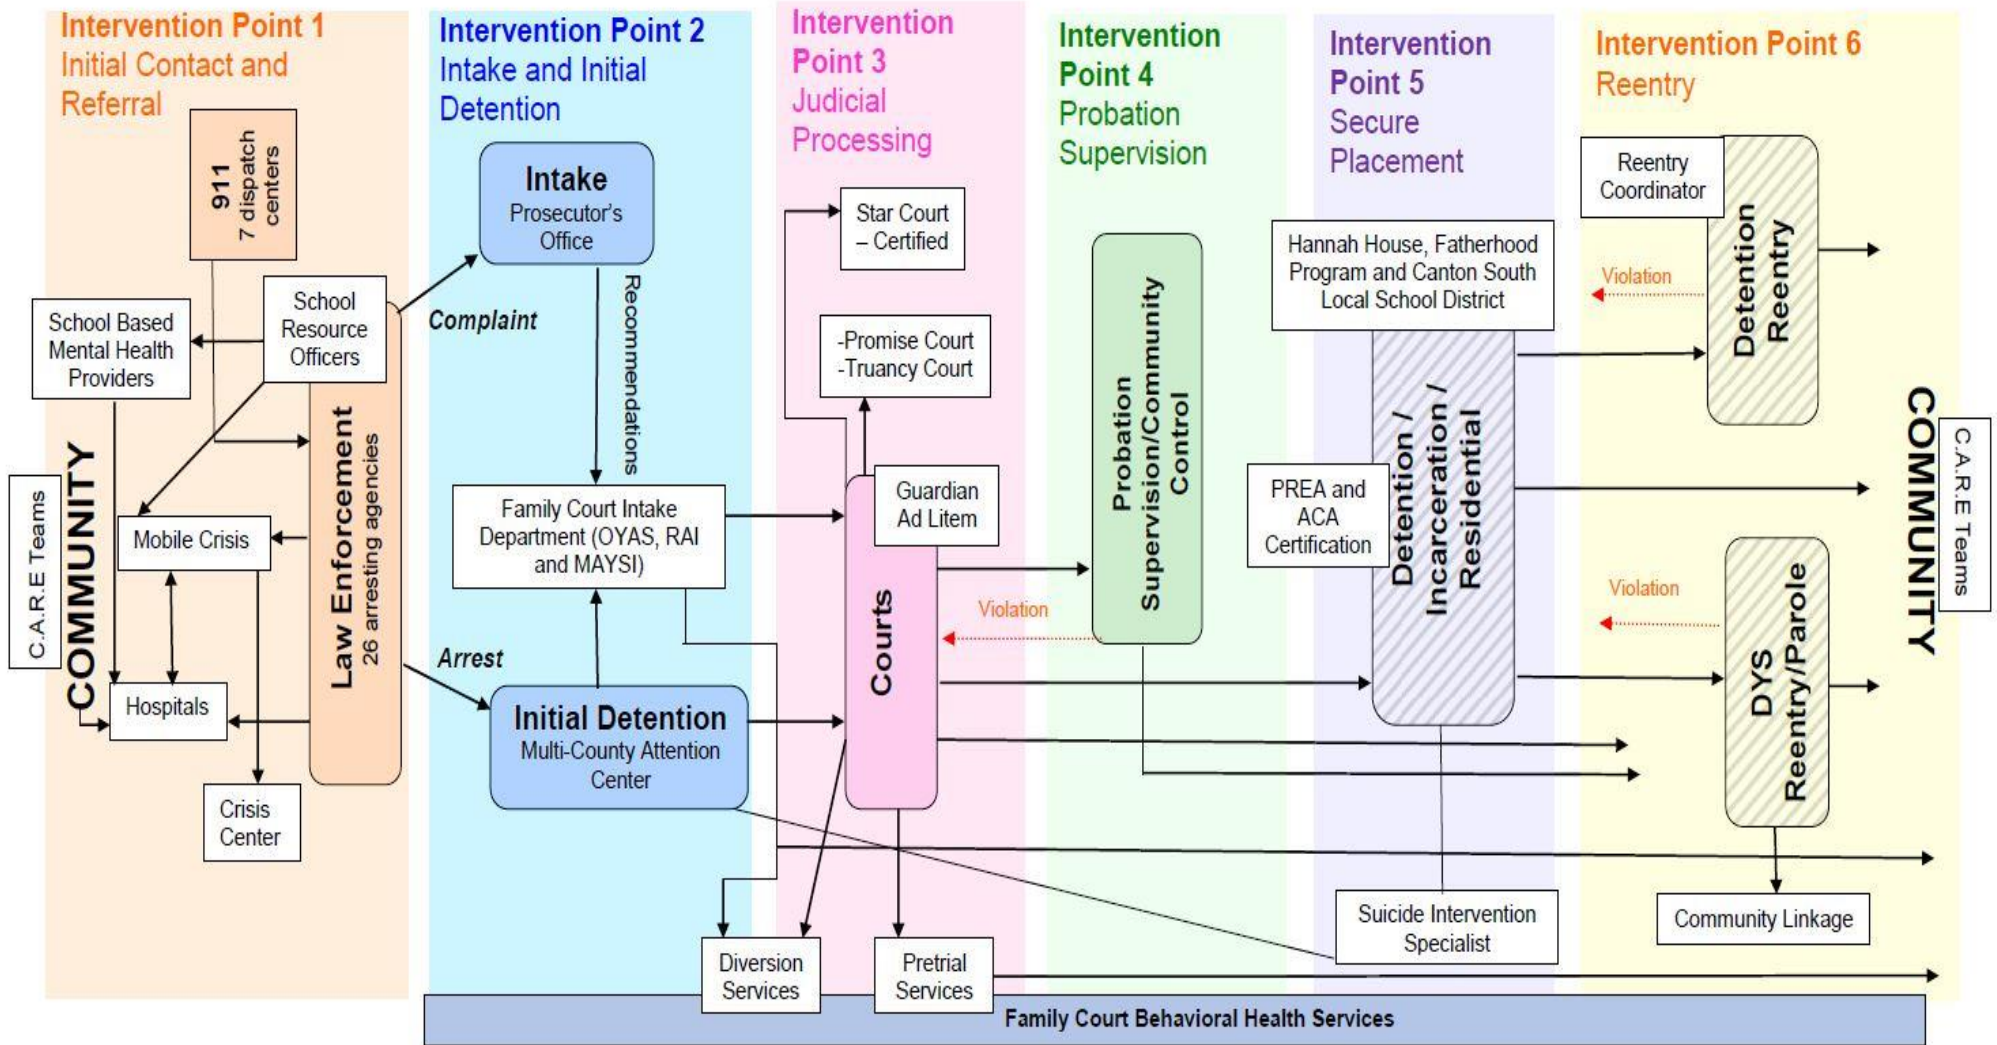 Intervention Point 1
Initial Contact and
Referral
911
7 dispatch
centers
School
Resource
Officers
School Based
Mental Health
Providers
Law Enforcement
26 arresting agencies
C.A.R.E Teams
COMMUNITY
Mobile Crisis
Hospitals
Crisis
Center
Intervention Point 2
Intake and Initial
Detention
Intake
Prosecutor's
Office
Complaint
Recommendations
Family Court Intake
Department (OYAS, RAI
and MAYSI)
Arrest
Initial Detention
Multi-County Attention
Center
Intervention
Point 3
Judicial
Processing
Star Court
– Certified
-Promise Court
-Truancy Court
Guardian
Ad Litem
Courts
Violation
Diversion
Services
Pretrial
Services
Intervention
Point 4
Probation
Supervision
Probation
Supervision/Community
Control
Intervention
Point 5
Secure
Placement
Hannah House, Fatherhood
Program and Canton South
Local School District
PREA and
ACA
Certification
Detention /
Incarceration /
Residential
Suicide Intervention
Specialist
Intervention Point 6
Reentry
Reentry
Coordinator
Detention
Reentry
Violation
Violation
DYS
Reentry/Parole
Community Linkage
COMMUNITY
C.A.R.E Teams
Family Court Behavioral Health Services